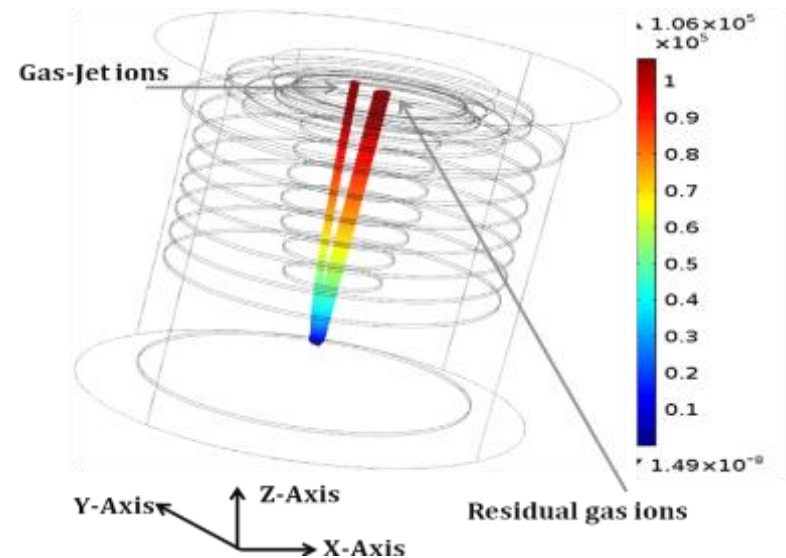 ▲ 1.06×10⁵
×10⁵
Gas-Jet ions
1
0.9
0.8
0.7
0.6
0.5
0.4
0.3
0.2
0.1
▼ 1.49×10⁻⁸
Residual gas ions
Z-Axis
Y-Axis
X-Axis